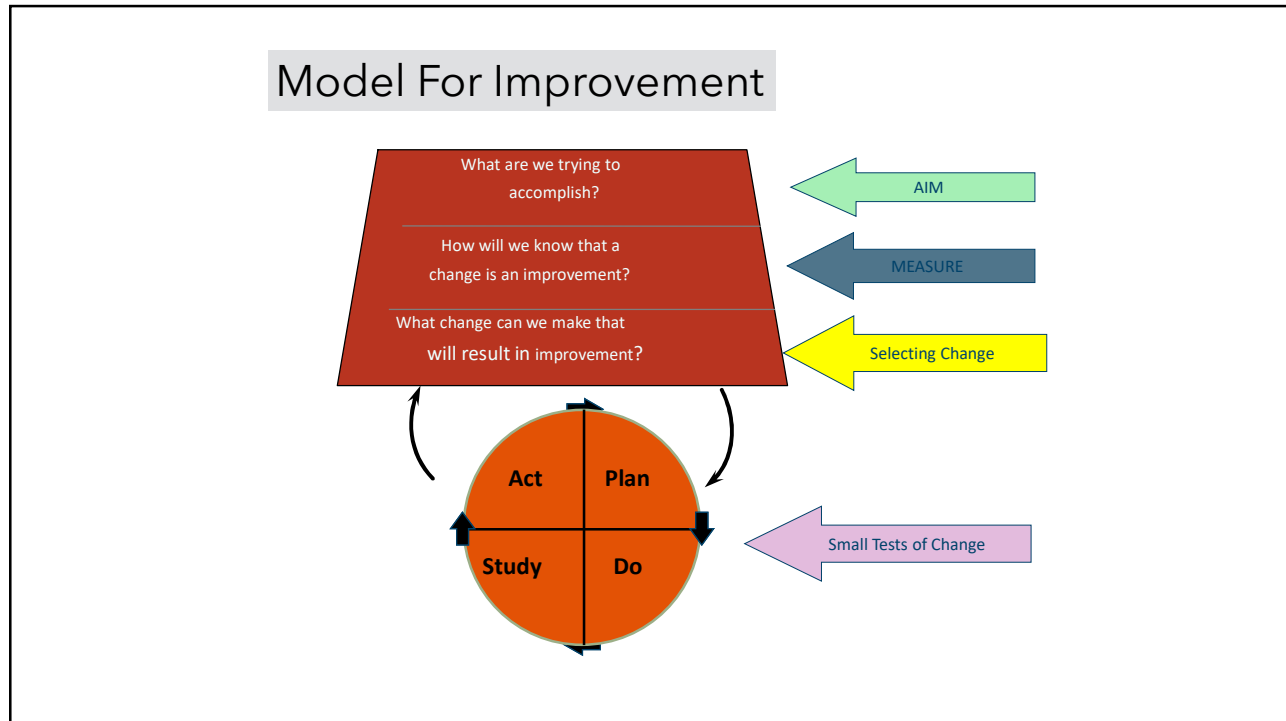 Model For Improvement
What are we trying to
accomplish?
AIM
How will we know that a
change is an improvement?
MEASURE
What change can we make that
will result in improvement?
Selecting Change
Act
Plan
Study
Do
Small Tests of Change